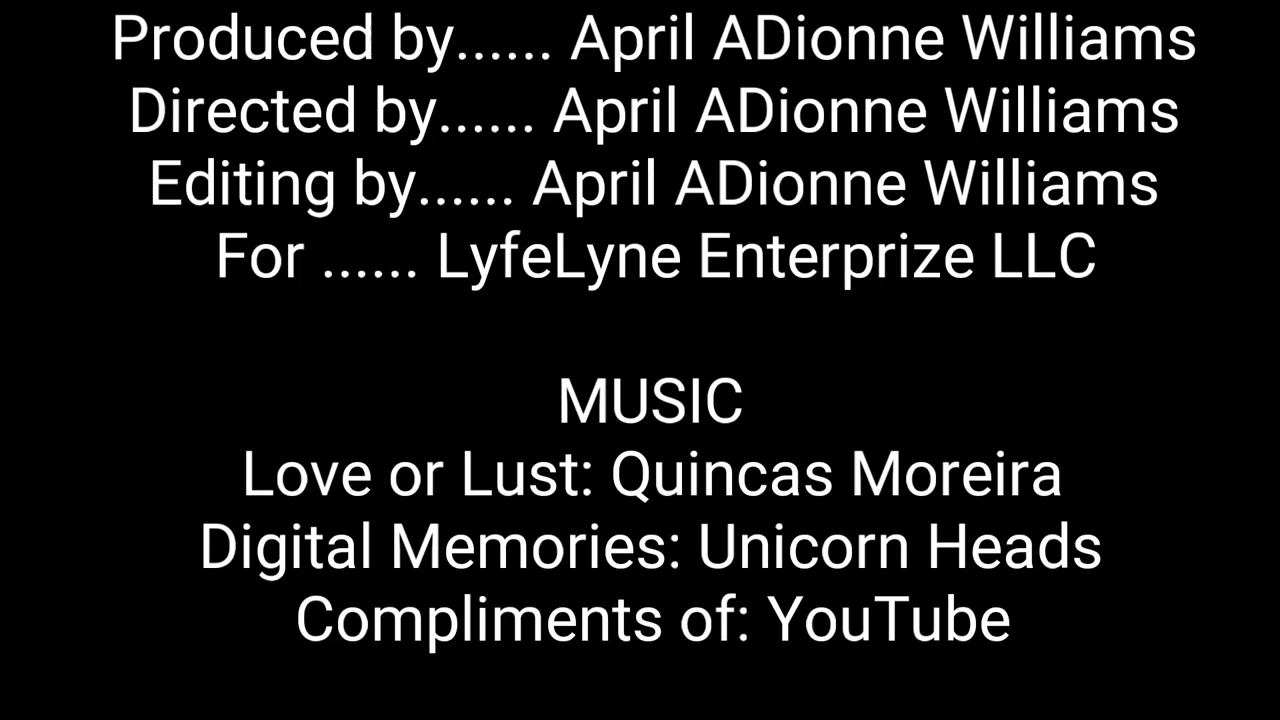 Produced by...... April ADionne Williams
Directed by...... April ADionne Williams
Editing by...... April ADionne Williams
For ...... LyfeLyne Enterprize LLC
MUSIC
Love or Lust: Quincas Moreira
Digital Memories: Unicorn Heads
Compliments of: YouTube